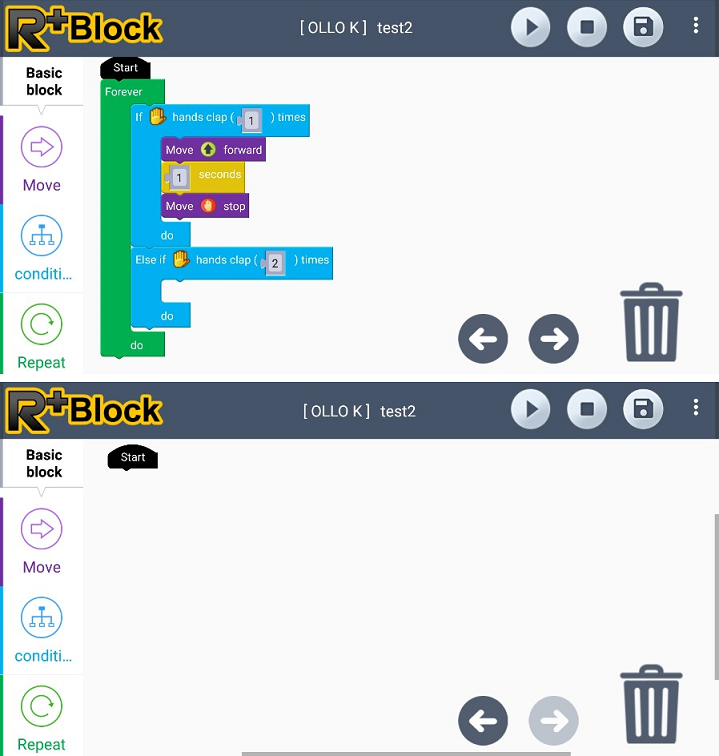 R+Block
[ OLLO K ] test2
Basic
block
Start
Forever
If hands clap ( 1 ) times
Move forward
1 seconds
Move stop
do
Else if hands clap ( 2 ) times
do
do
Move
conditi...
Repeat
R+Block
[ OLLO K ] test2
Basic
block
Start
Move
conditi...
Repeat